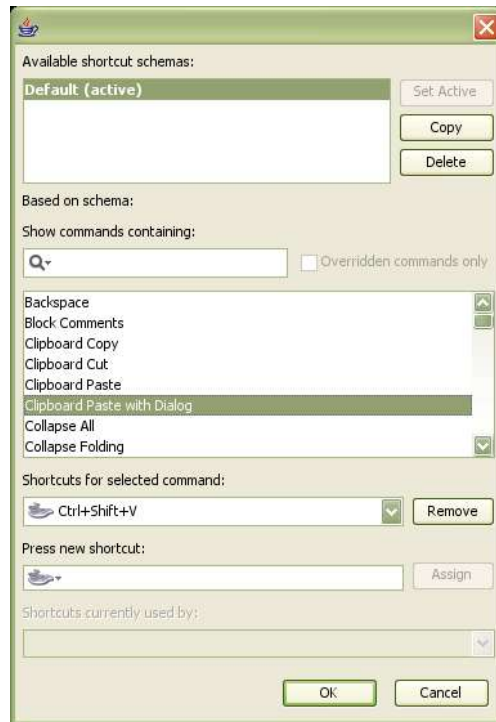 Available shortcut schemas:
Default (active)
Set Active
Copy
Delete
Based on schema:
Show commands containing:
Overridden commands only
Backspace
Block Comments
Clipboard Copy
Clipboard Cut
Clipboard Paste
Clipboard Paste with Dialog
Collapse All
Collapse Folding
Shortcuts for selected command:
Ctrl+Shift+V
Remove
Press new shortcut:
Assign
Shortcuts currently used by:
OK
Cancel